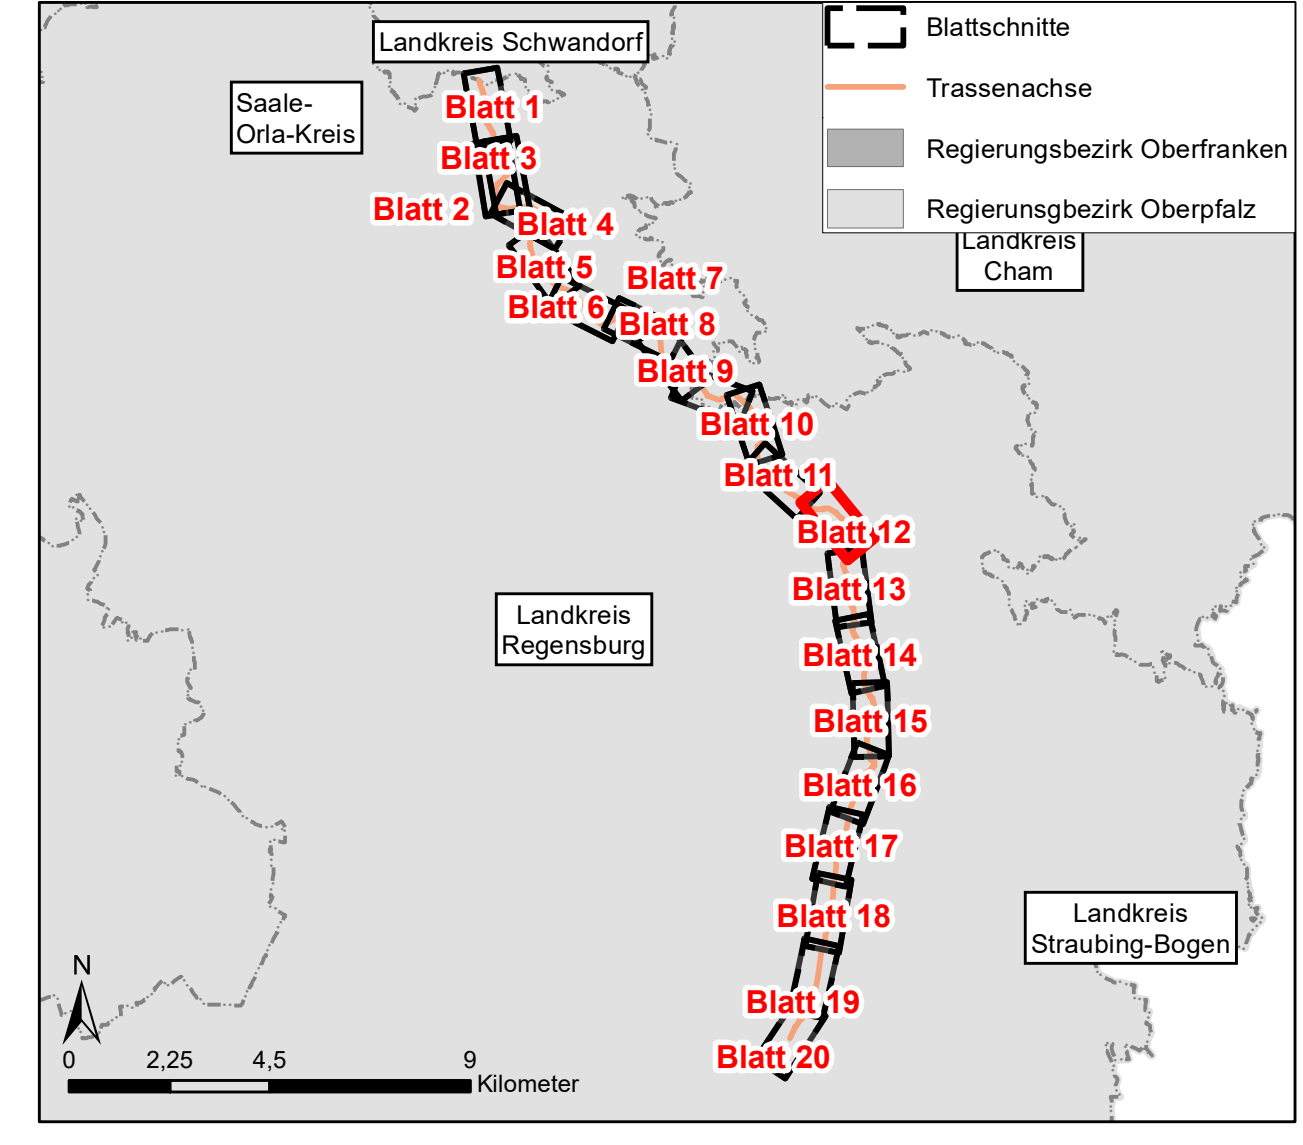 Landkreis Schwandorf
Saale-
Orla-Kreis
Blattschnitte
Trassenachse
Regierungsbezirk Oberfranken
Regierunsgbezirk Oberpfalz
Landkreis
Cham
Blatt 1
Blatt 3
Blatt 2
Blatt 4
Blatt 5
Blatt 7
Blatt 6
Blatt 8
Blatt 9
Blatt 10
Blatt 11
Blatt 12
Blatt 13
Landkreis
Regensburg
Blatt 14
Blatt 15
Blatt 16
Blatt 17
Blatt 18
Landkreis
Straubing-Bogen
Blatt 19
Blatt 20
N
0 2,25 4,5 9
Kilometer